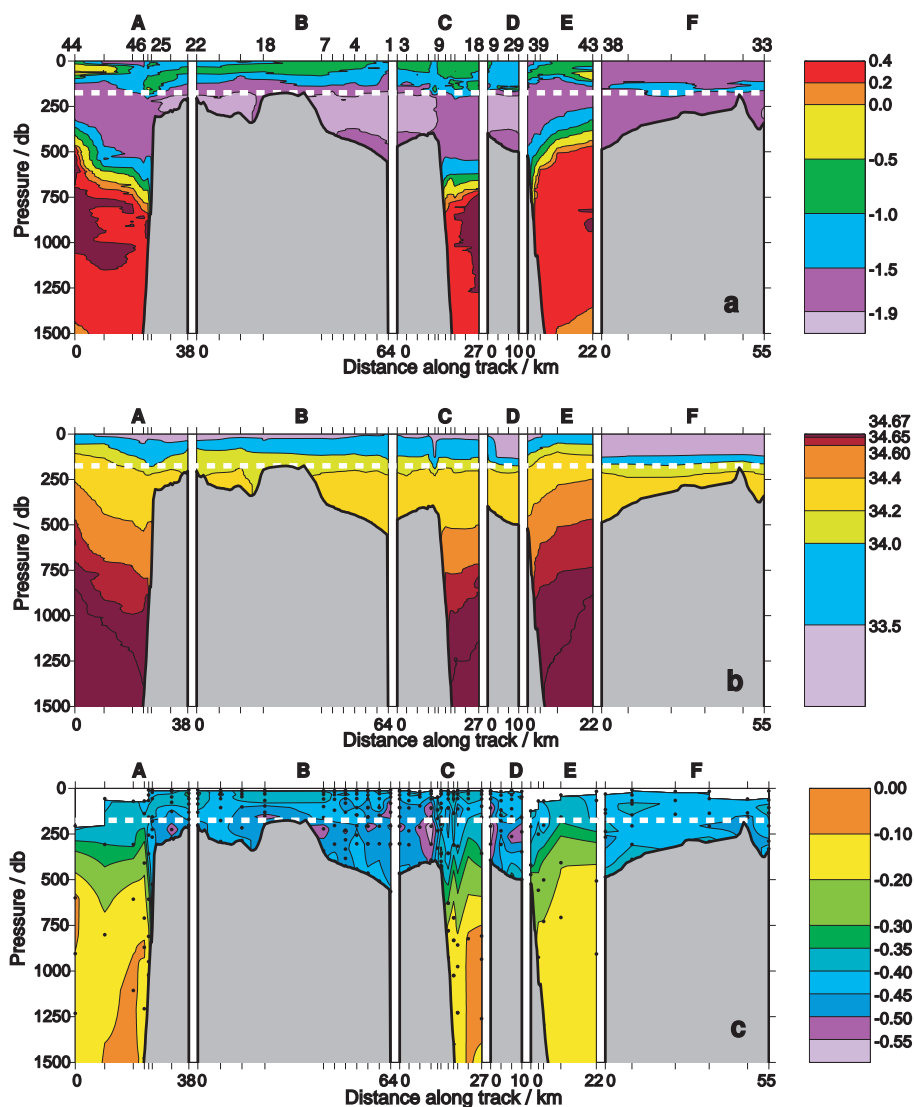 A B C D E F
44 46 25 22 18 7 4 1 3 9 18 9 29 39 43 38 33
0
250
500
750
1000
1250
1500
Pressure / db
0 38 0 64 0 27 0 10 0 22 0 55
Distance along track / km
a
0.4
0.2
0.0
-0.5
-1.0
-1.5
-1.9
A B C D E F
0
250
500
750
1000
1250
1500
Pressure / db
0 38 0 64 0 27 0 10 0 22 0 55
Distance along track / km
b
34.67
34.65
34.60
34.4
34.2
34.0
33.5
A B C D E F
0
250
500
750
1000
1250
1500
Pressure / db
0 38 0 64 0 27 0 10 0 22 0 55
Distance along track / km
c
0.00
-0.10
-0.20
-0.30
-0.35
-0.40
-0.45
-0.50
-0.55